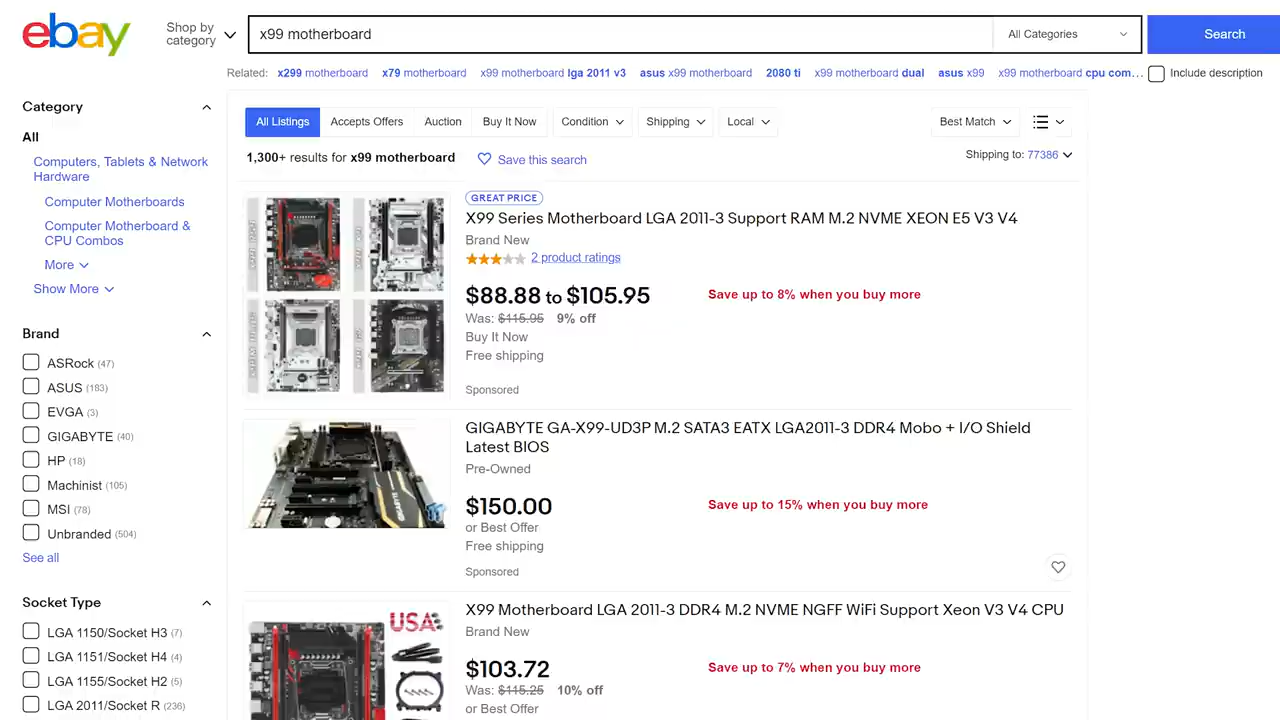 ebay
Shop by
category
x99 motherboard
All Categories
Search
Related: x299 motherboard x79 motherboard x99 motherboard lga 2011 v3 asus x99 motherboard 2080 ti x99 motherboard dual asus x99 x99 motherboard cpu com… Include description
Category
All
Computers, Tablets & Network
Hardware
Computer Motherboards
Computer Motherboard &
CPU Combos
More
Show More
Brand
ASRock (47)
ASUS (183)
EVGA (3)
GIGABYTE (40)
HP (18)
Machinist (105)
MSI (78)
Unbranded (504)
See all
Socket Type
LGA 1150/Socket H3 (7)
LGA 1151/Socket H4 (4)
LGA 1155/Socket H2 (5)
LGA 2011/Socket R (236)
All Listings Accepts Offers Auction Buy It Now Condition Shipping Local Best Match
1,300+ results for x99 motherboard Save this search Shipping to: 77386
GREAT PRICE
X99 Series Motherboard LGA 2011-3 Support RAM M.2 NVME XEON E5 V3 V4
Brand New
2 product ratings
$88.88 to $105.95 Save up to 8% when you buy more
Was: $115.95 9% off
Buy It Now
Free shipping
Sponsored
GIGABYTE GA-X99-UD3P M.2 SATA3 EATX LGA2011-3 DDR4 Mobo + I/O Shield
Latest BIOS
Pre-Owned
$150.00 Save up to 15% when you buy more
or Best Offer
Free shipping
Sponsored
GIGABYTE
X99 Motherboard LGA 2011-3 DDR4 M.2 NVME NGFF WiFi Support Xeon V3 V4 CPU
Brand New
$103.72 Save up to 7% when you buy more
Was: $115.25 10% off
or Best Offer
USA